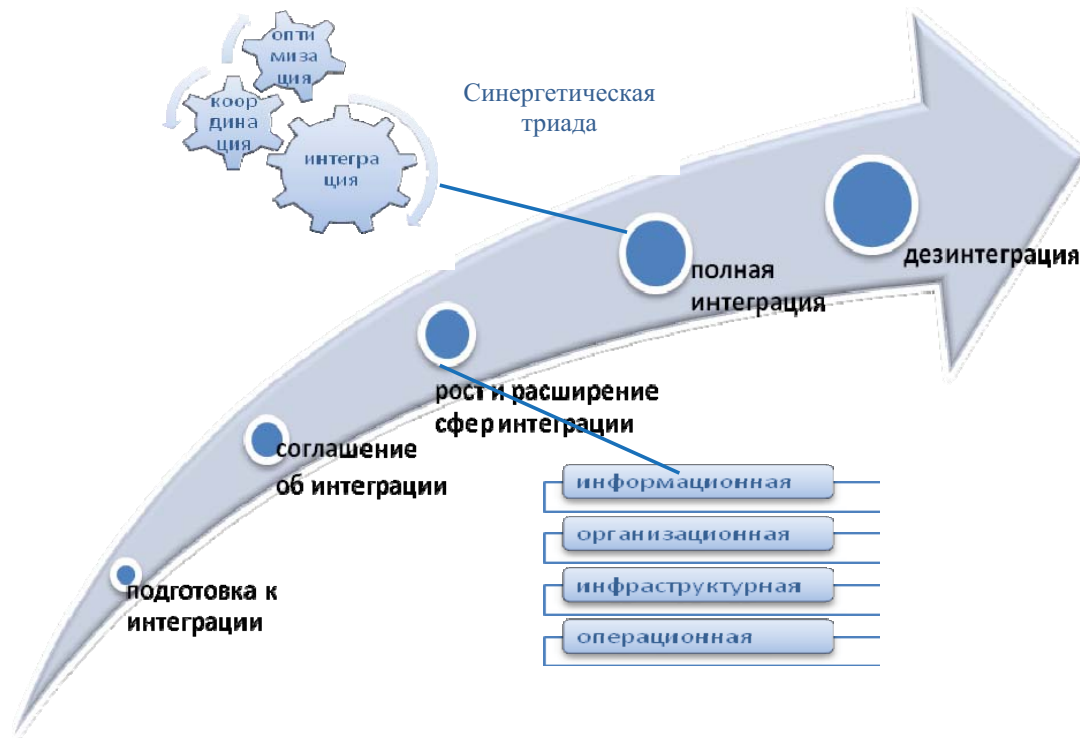 опти
миза
ция
коор
дина
ция
интегра
ция
Синергетическая
триада
дезинтеграция
полная
интеграция
рост и расширение
сфер интеграции
соглашение
об интеграции
подготовка к
интеграции
информационная
организационная
инфраструктурная
операционная